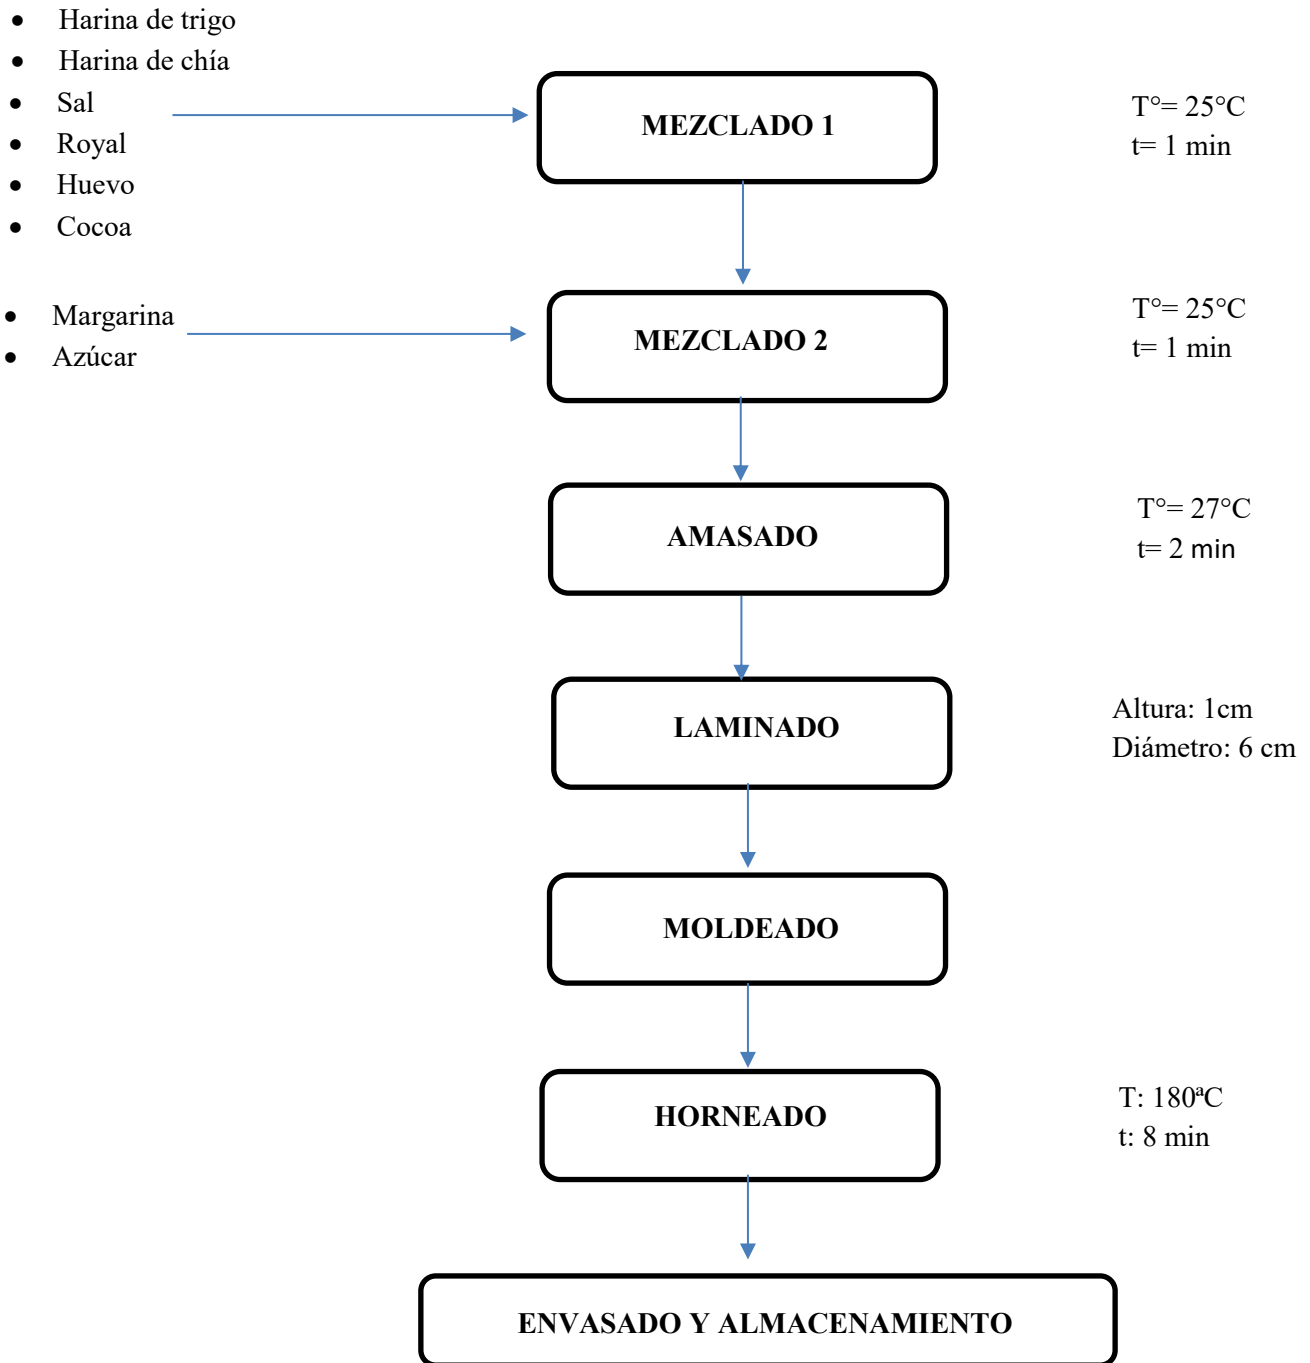 • Harina de trigo
• Harina de chía
• Sal
• Royal
• Huevo
• Cocoa
MEZCLADO 1
T°= 25°C
t= 1 min
• Margarina
• Azúcar
MEZCLADO 2
T°= 25°C
t= 1 min
AMASADO
T°= 27°C
t= 2 min
LAMINADO
Altura: 1cm
Diámetro: 6 cm
MOLDEADO
HORNEADO
T: 180ªC
t: 8 min
ENVASADO Y ALMACENAMIENTO